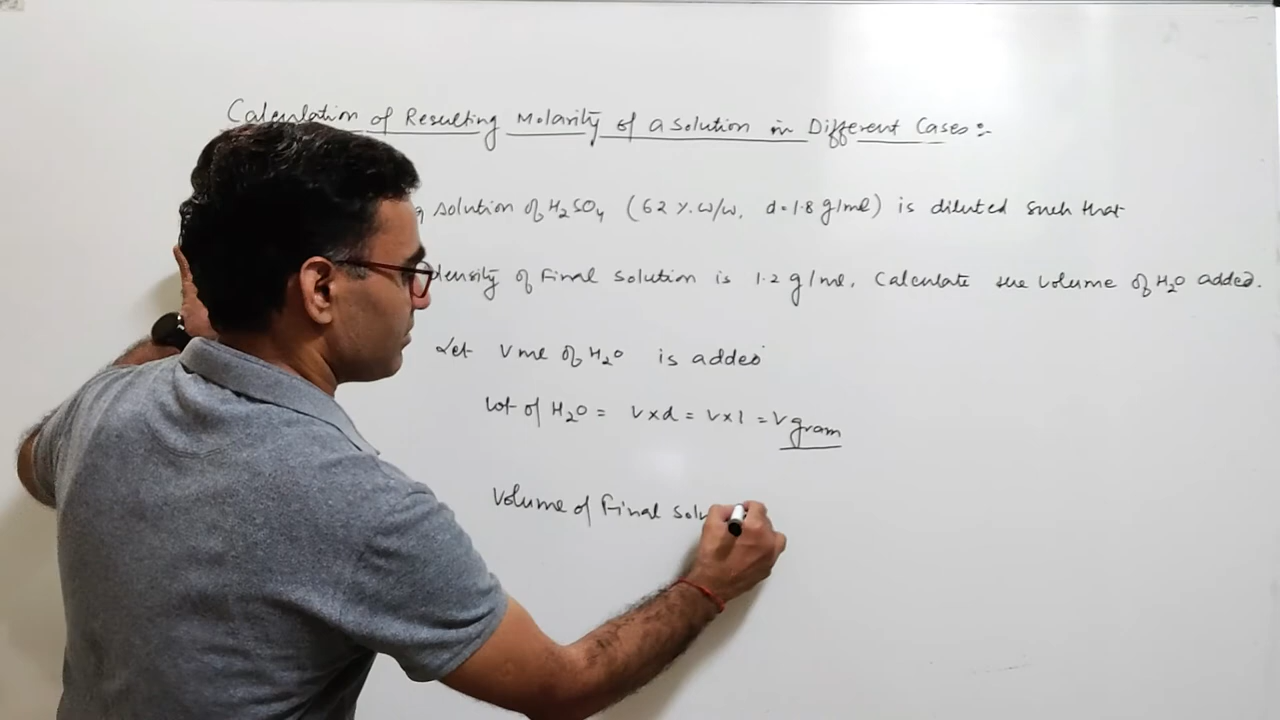 Calculation of Resulting Molarity of a solution in Different Cases:-
g solution of H₂SO₄ (62 %.w/w, d=1.8 g/ml) is diluted such that
density of Final solution is 1.2 g/ml. Calculate the volume of H₂O added.
Let V ml of H₂O is added
Wt of H₂O = V×d = V×1 = V gram
Volume of Final solu